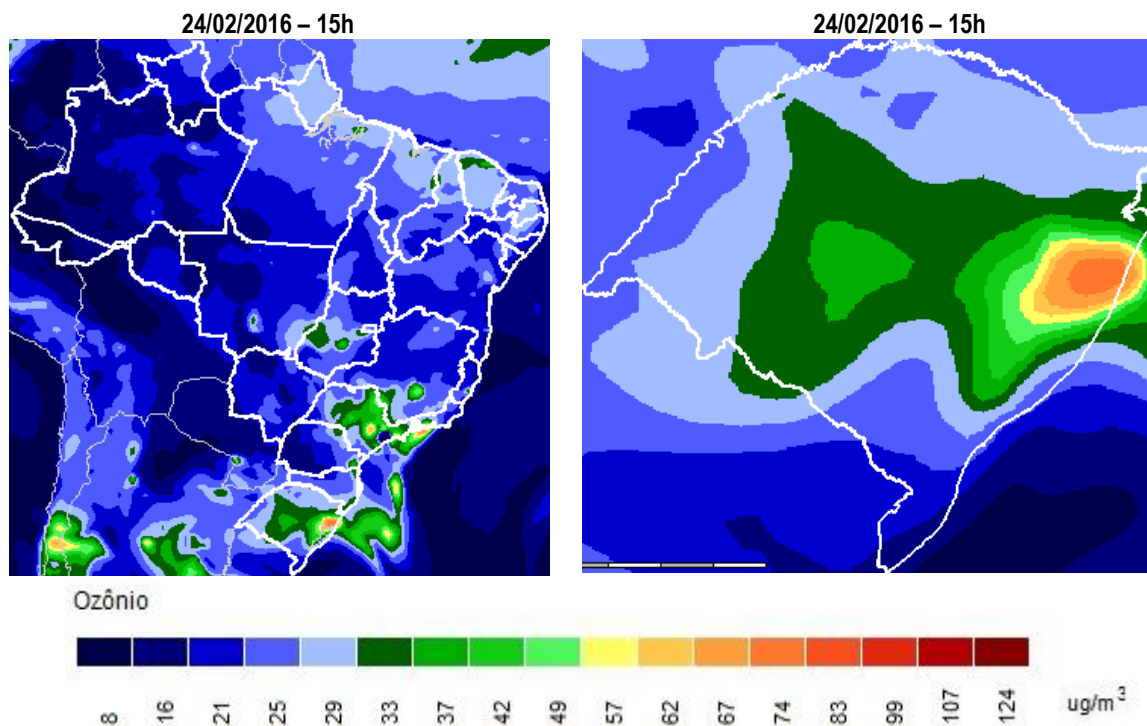 24/02/2016 – 15h
24/02/2016 – 15h
Ozônio
8 16 21 25 29 33 37 42 49 57 62 67 74 83 99 107 124 ug/m³